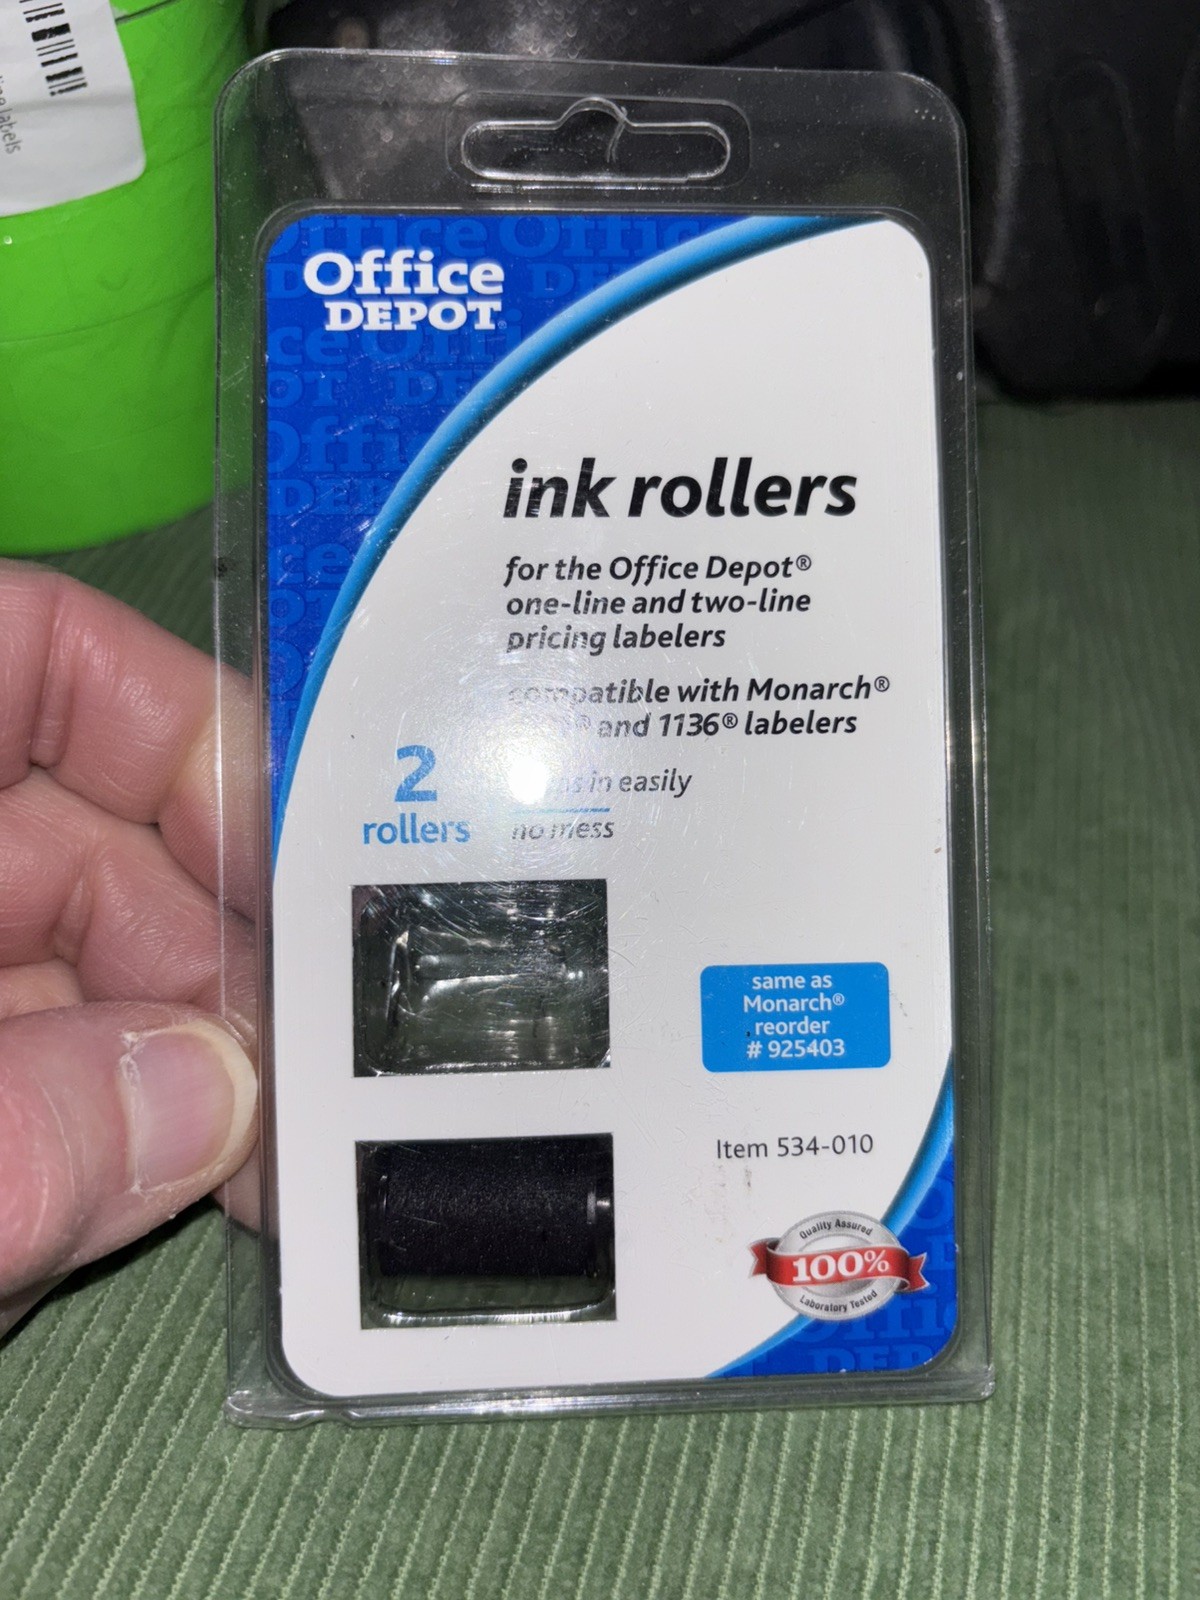 line labels
Office
DEPOT
ink rollers
for the Office Depot®
one-line and two-line
pricing labelers
compatible with Monarch®
and 1136® labelers
in easily
no mess
2
rollers
same as
Monarch®
reorder
# 925403
Item 534-010
Quality Assured
100%
Laboratory Tested